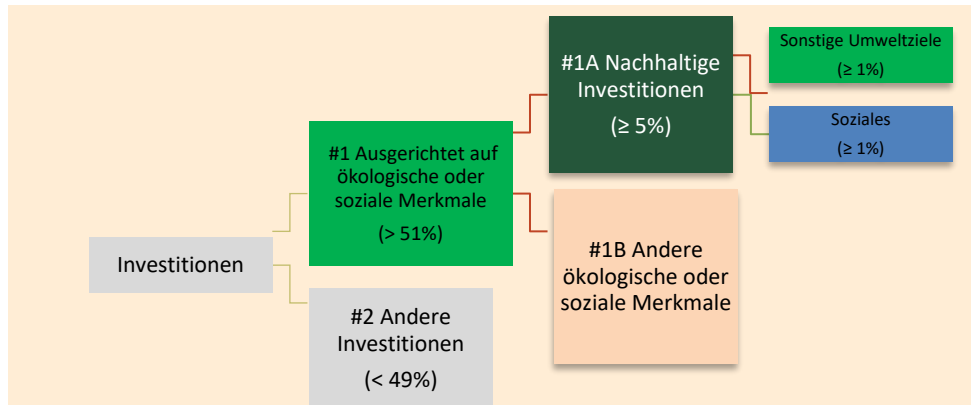 Investitionen
#1 Ausgerichtet auf
ökologische oder
soziale Merkmale
(> 51%)
#2 Andere
Investitionen
(< 49%)
#1A Nachhaltige
Investitionen
(≥ 5%)
#1B Andere
ökologische oder
soziale Merkmale
Sonstige Umweltziele
(≥ 1%)
Soziales
(≥ 1%)